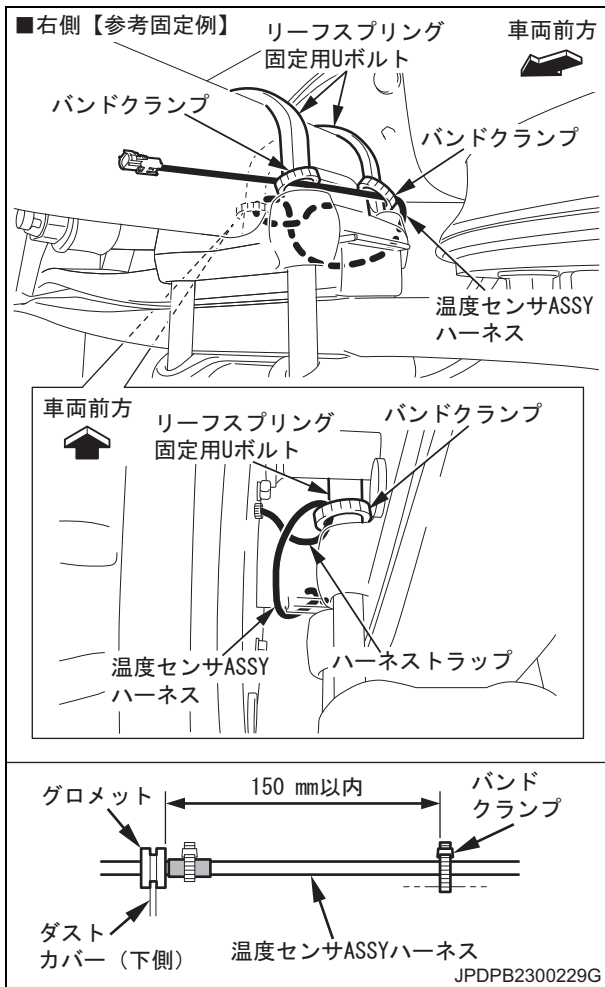 ■右側【参考固定例】
リーフスプリング
固定用Uボルト
車両前方
バンドクランプ
バンドクランプ
温度センサASSY
ハーネス
車両前方
リーフスプリング
固定用Uボルト
バンドクランプ
温度センサASSY
ハーネス
ハーネストラップ
150 mm以内
グロメット
バンド
クランプ
ダスト
カバー（下側）
温度センサASSYハーネス
JPDPB2300229G